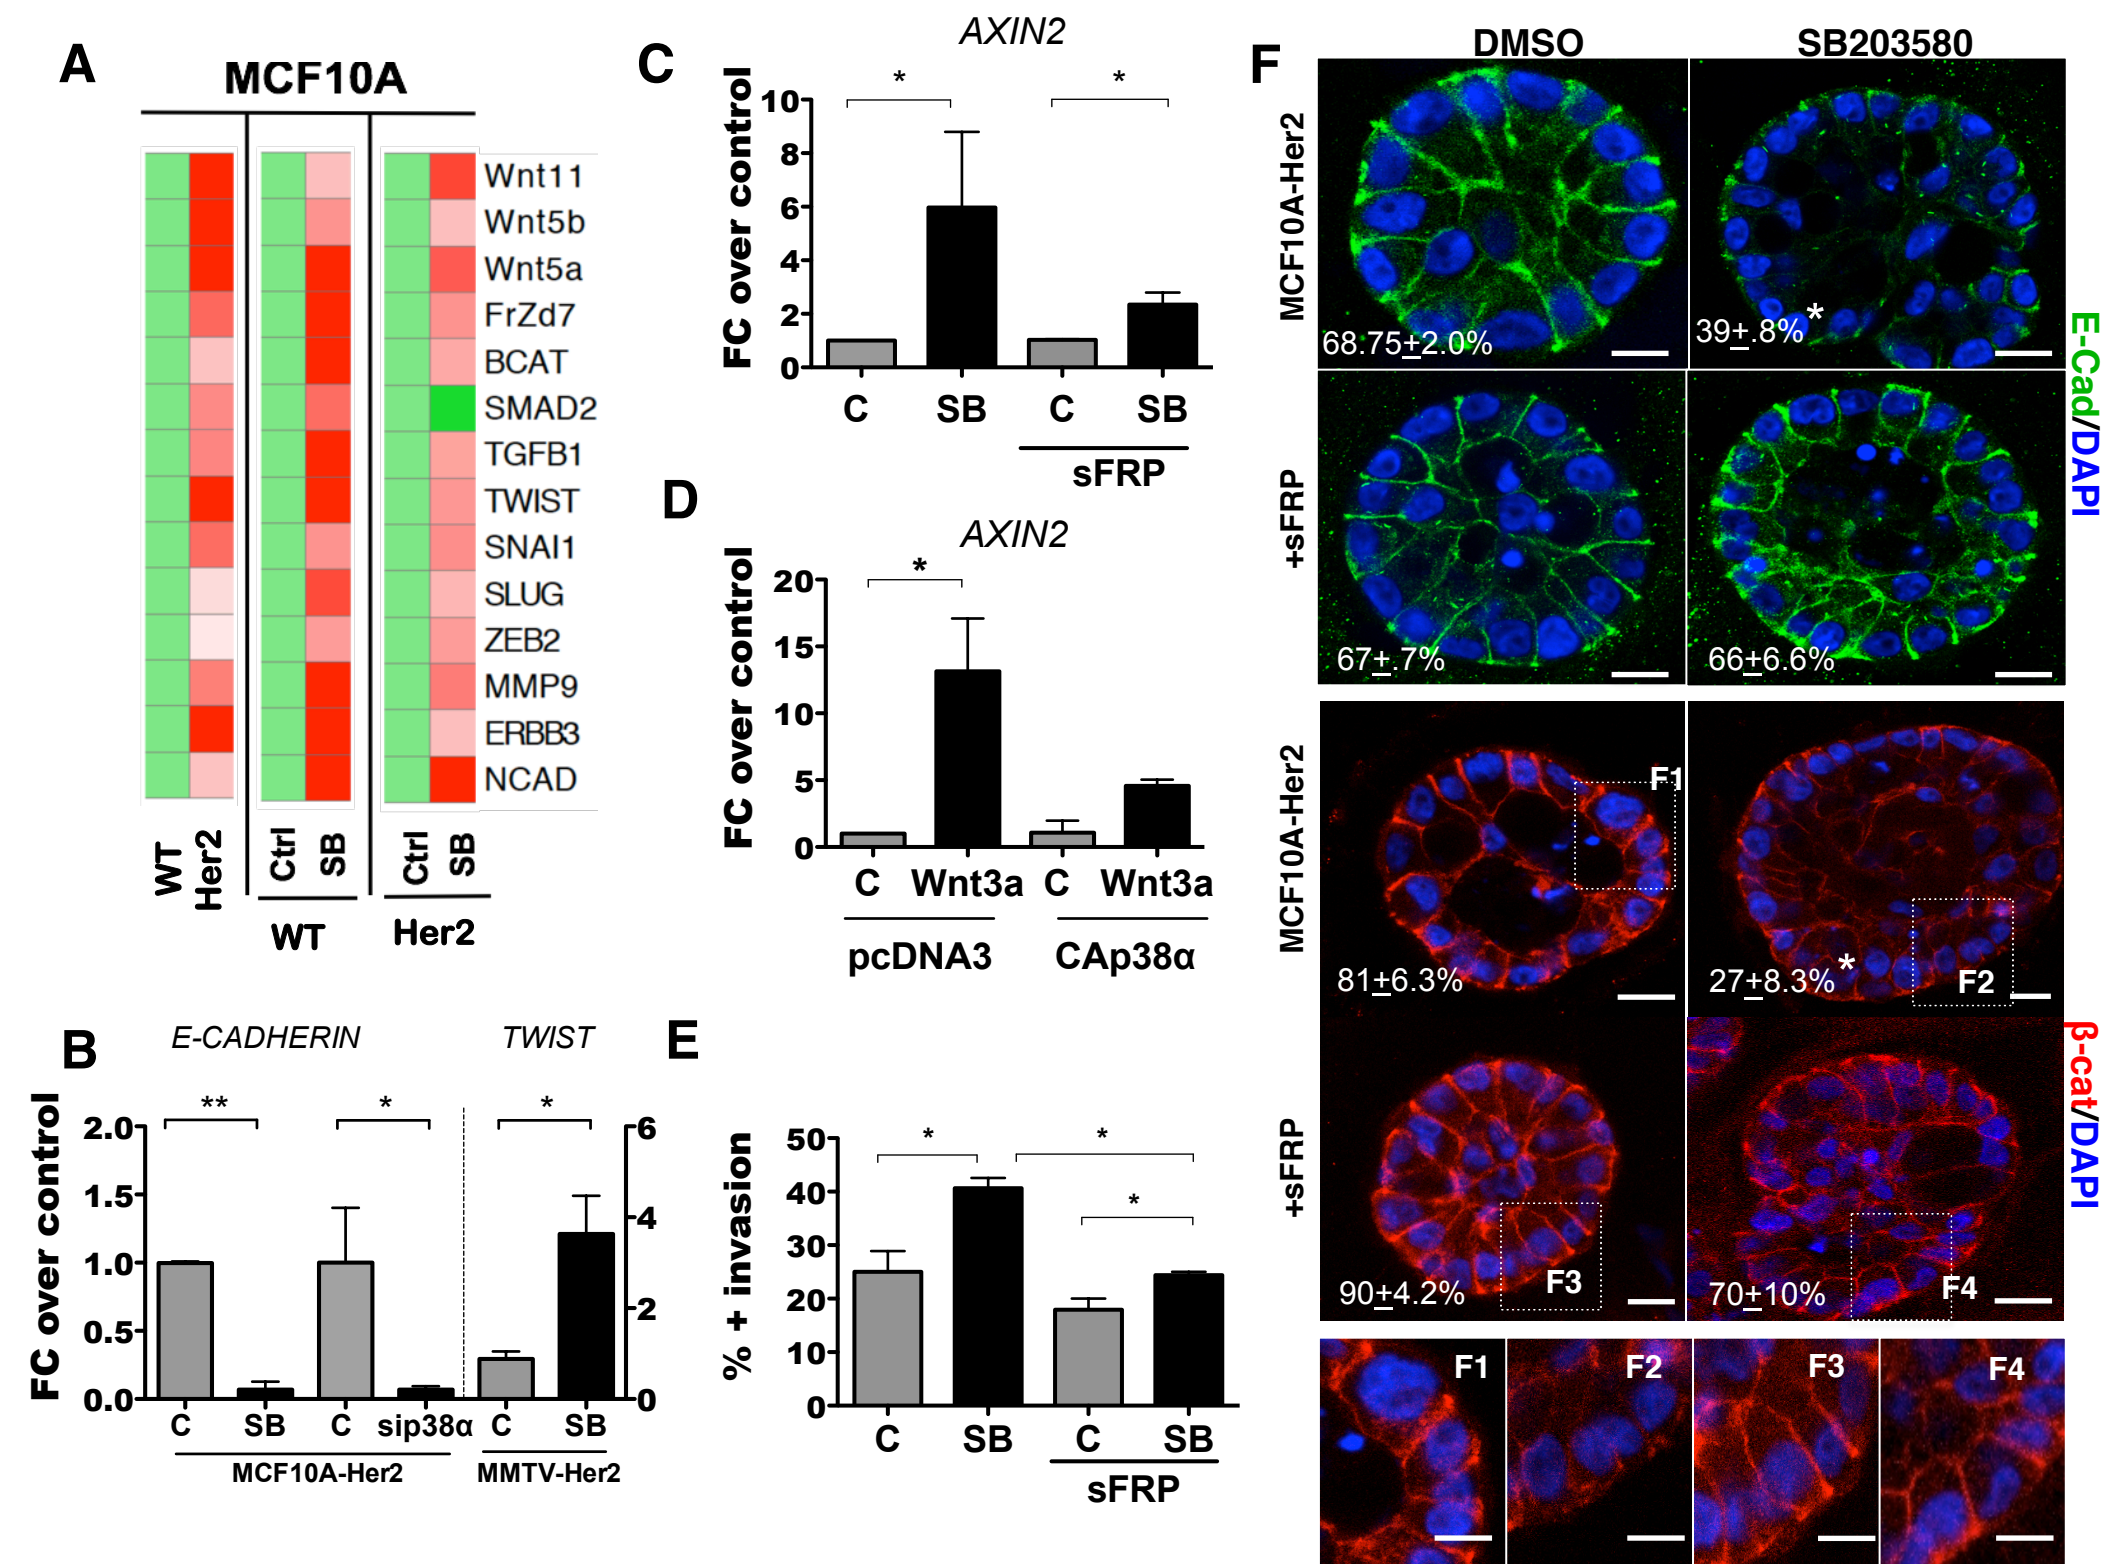 A
MCF10A
Wnt11
Wnt5b
Wnt5a
FrZd7
BCAT
SMAD2
TGFB1
TWIST
SNAI1
SLUG
ZEB2
MMP9
ERBB3
NCAD
WT
Her2
Ctrl
SB
Ctrl
SB
WT
Her2
B
E-CADHERIN
TWIST
FC over control
2.0
1.5
1.0
0.5
0.0
**
*
*
6
4
2
0
C
SB
C
sip38α
C
SB
MCF10A-Her2
MMTV-Her2
C
AXIN2
FC over control
10
8
6
4
2
0
*
*
C
SB
C
SB
sFRP
D
AXIN2
FC over control
20
15
10
5
0
*
C
Wnt3a
C
Wnt3a
pcDNA3
CAp38α
E
% + invasion
50
40
30
20
10
0
*
*
*
C
SB
C
SB
sFRP
F
DMSO
SB203580
MCF10A-Her2
68.75±2.0%
39±.8%
*
+sFRP
67±.7%
66±6.6%
E-Cad/DAPI
MCF10A-Her2
F1
81±6.3%
27±8.3%
*
F2
+sFRP
90±4.2%
F3
70±10%
F4
β-cat/DAPI
F1
F2
F3
F4